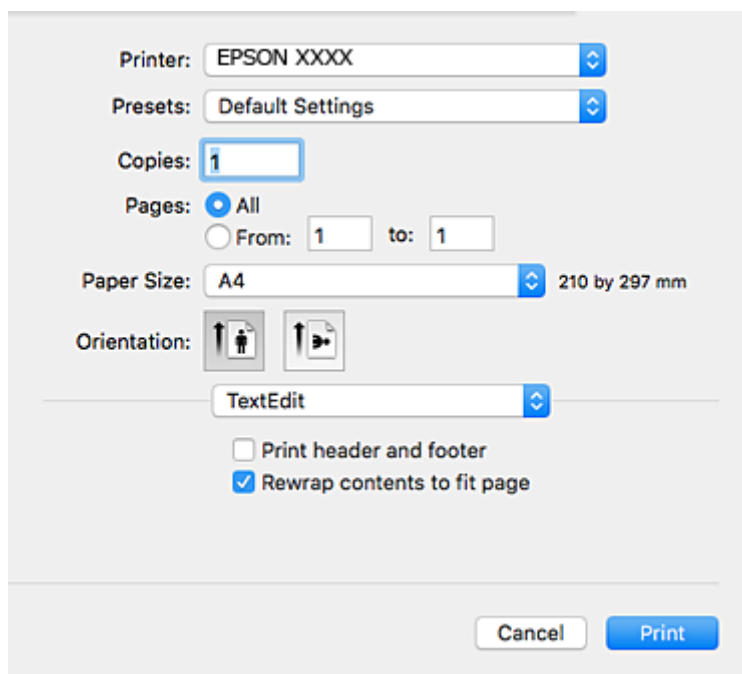 Printer: EPSON XXXX
Presets: Default Settings
Copies: 1
Pages: All
From: 1 to: 1
Paper Size: A4 210 by 297 mm
Orientation:
TextEdit
Print header and footer
Rewrap contents to fit page
Cancel Print